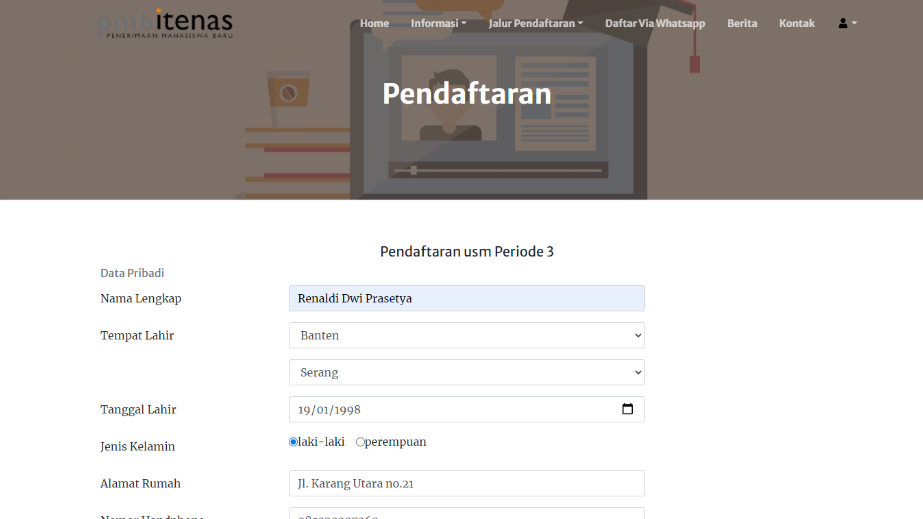 pmbitenas
PENERIMAAN MAHASISWA BARU
Home Informasi Jalur Pendaftaran Daftar Via Whatsapp Berita Kontak
Pendaftaran
Pendaftaran usm Periode 3
Data Pribadi
Nama Lengkap Renaldi Dwi Prasetya
Tempat Lahir Banten
Serang
Tanggal Lahir 19/01/1998
Jenis Kelamin laki-laki perempuan
Alamat Rumah Jl. Karang Utara no.21